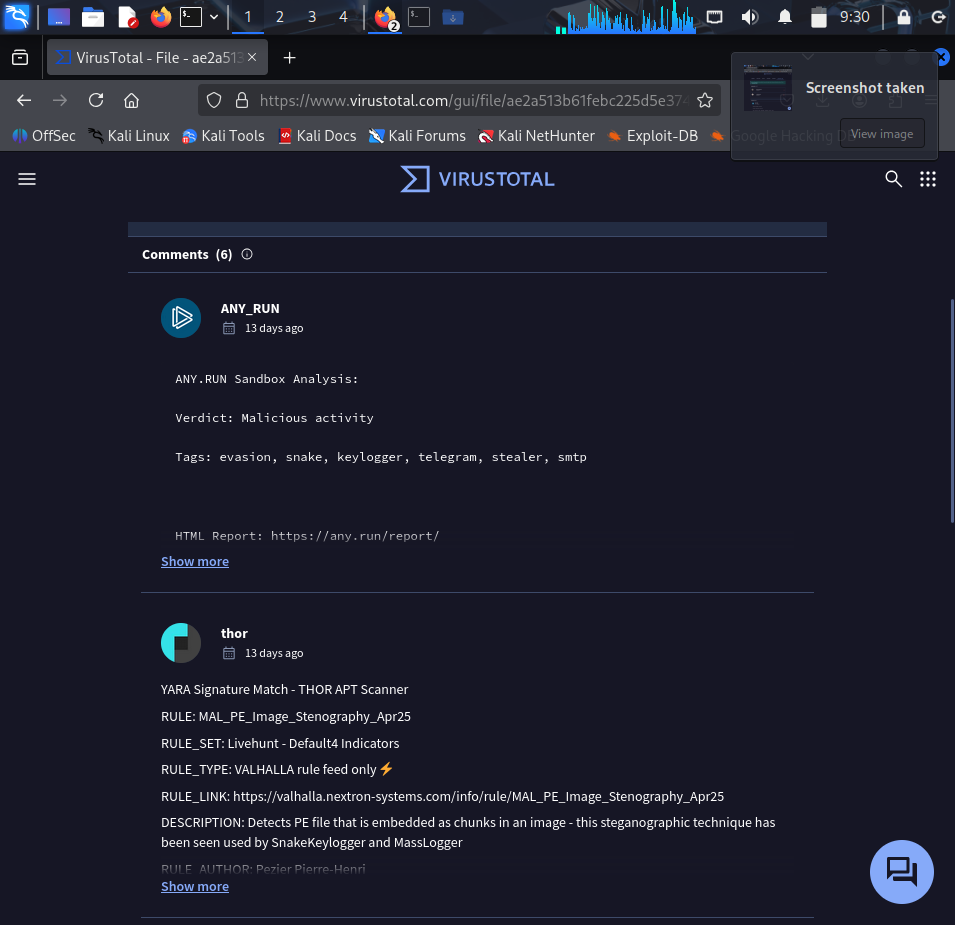 1 2 3 4
2
9:30
VirusTotal - File - ae2a513
Screenshot taken
View image
https://www.virustotal.com/gui/file/ae2a513b61febc225d5e374
OffSec Kali Linux Kali Tools Kali Docs Kali Forums Kali NetHunter Exploit-DB Google Hacking DB
VIRUSTOTAL
Comments (6)
ANY_RUN
13 days ago
ANY.RUN Sandbox Analysis:
Verdict: Malicious activity
Tags: evasion, snake, keylogger, telegram, stealer, smtp
HTML Report: https://any.run/report/
Show more
thor
13 days ago
YARA Signature Match - THOR APT Scanner
RULE: MAL_PE_Image_Stenography_Apr25
RULE_SET: Livehunt - Default4 Indicators
RULE_TYPE: VALHALLA rule feed only ⚡
RULE_LINK: https://valhalla.nextron-systems.com/info/rule/MAL_PE_Image_Stenography_Apr25
DESCRIPTION: Detects PE file that is embedded as chunks in an image - this steganographic technique has
been seen used by SnakeKeylogger and MassLogger
RULE_AUTHOR: Pezier Pierre-Henri
Show more